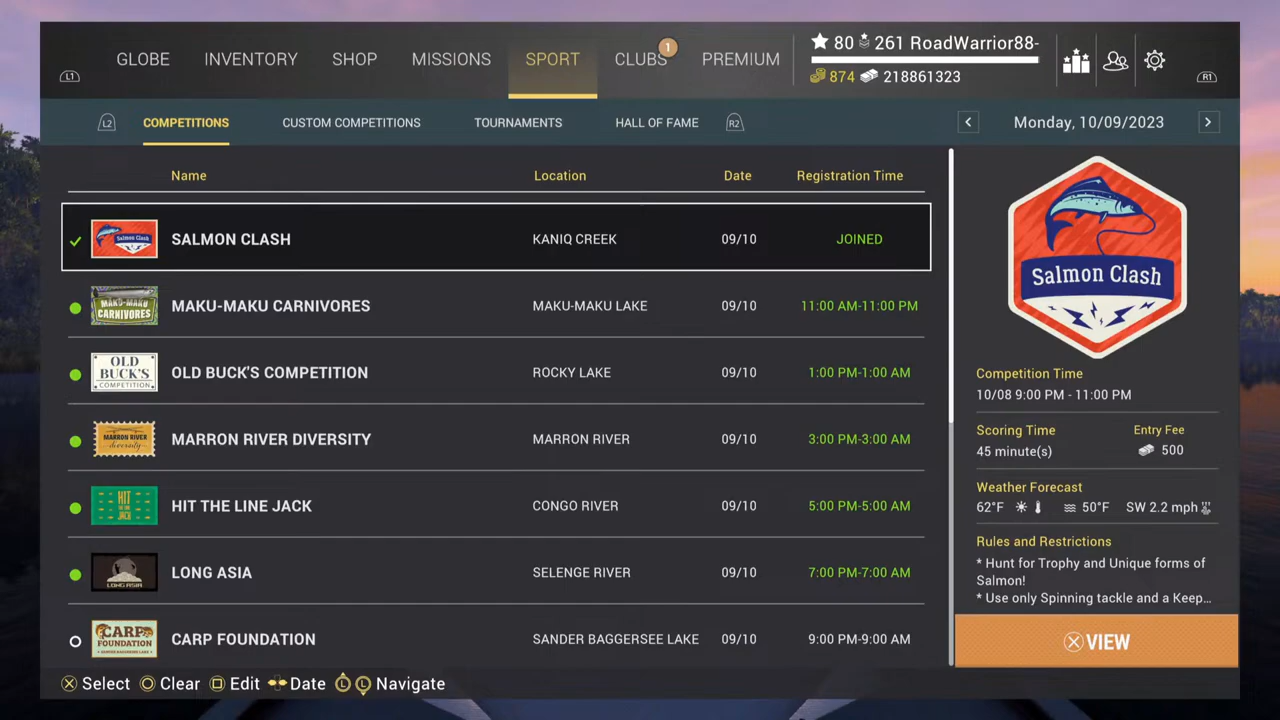 L1 GLOBE INVENTORY SHOP MISSIONS SPORT CLUBS 1 PREMIUM 80 261 RoadWarrior88- R1
874 218861323
L2 COMPETITIONS CUSTOM COMPETITIONS TOURNAMENTS HALL OF FAME R2 < Monday, 10/09/2023 >
Name Location Date Registration Time
Salmon Clash SALMON CLASH KANIQ CREEK 09/10 JOINED
MAKU-MAKU CARNIVORES MAKU-MAKU CARNIVORES MAKU-MAKU LAKE 09/10 11:00 AM-11:00 PM
OLD BUCK'S COMPETITION OLD BUCK'S COMPETITION ROCKY LAKE 09/10 1:00 PM-1:00 AM
MARRON RIVER diversity MARRON RIVER DIVERSITY MARRON RIVER 09/10 3:00 PM-3:00 AM
HIT THE LINE JACK HIT THE LINE JACK CONGO RIVER 09/10 5:00 PM-5:00 AM
LONG ASIA LONG ASIA SELENGE RIVER 09/10 7:00 PM-7:00 AM
CARP FOUNDATION SANDER BAGGERSEE LAKE CARP FOUNDATION SANDER BAGGERSEE LAKE 09/10 9:00 PM-9:00 AM
Salmon Clash
Competition Time
10/08 9:00 PM - 11:00 PM
Scoring Time Entry Fee
45 minute(s) 500
Weather Forecast
62°F 50°F SW 2.2 mph
Rules and Restrictions
* Hunt for Trophy and Unique forms of
Salmon!
* Use only Spinning tackle and a Keep...
VIEW
Select Clear Edit Date L L Navigate